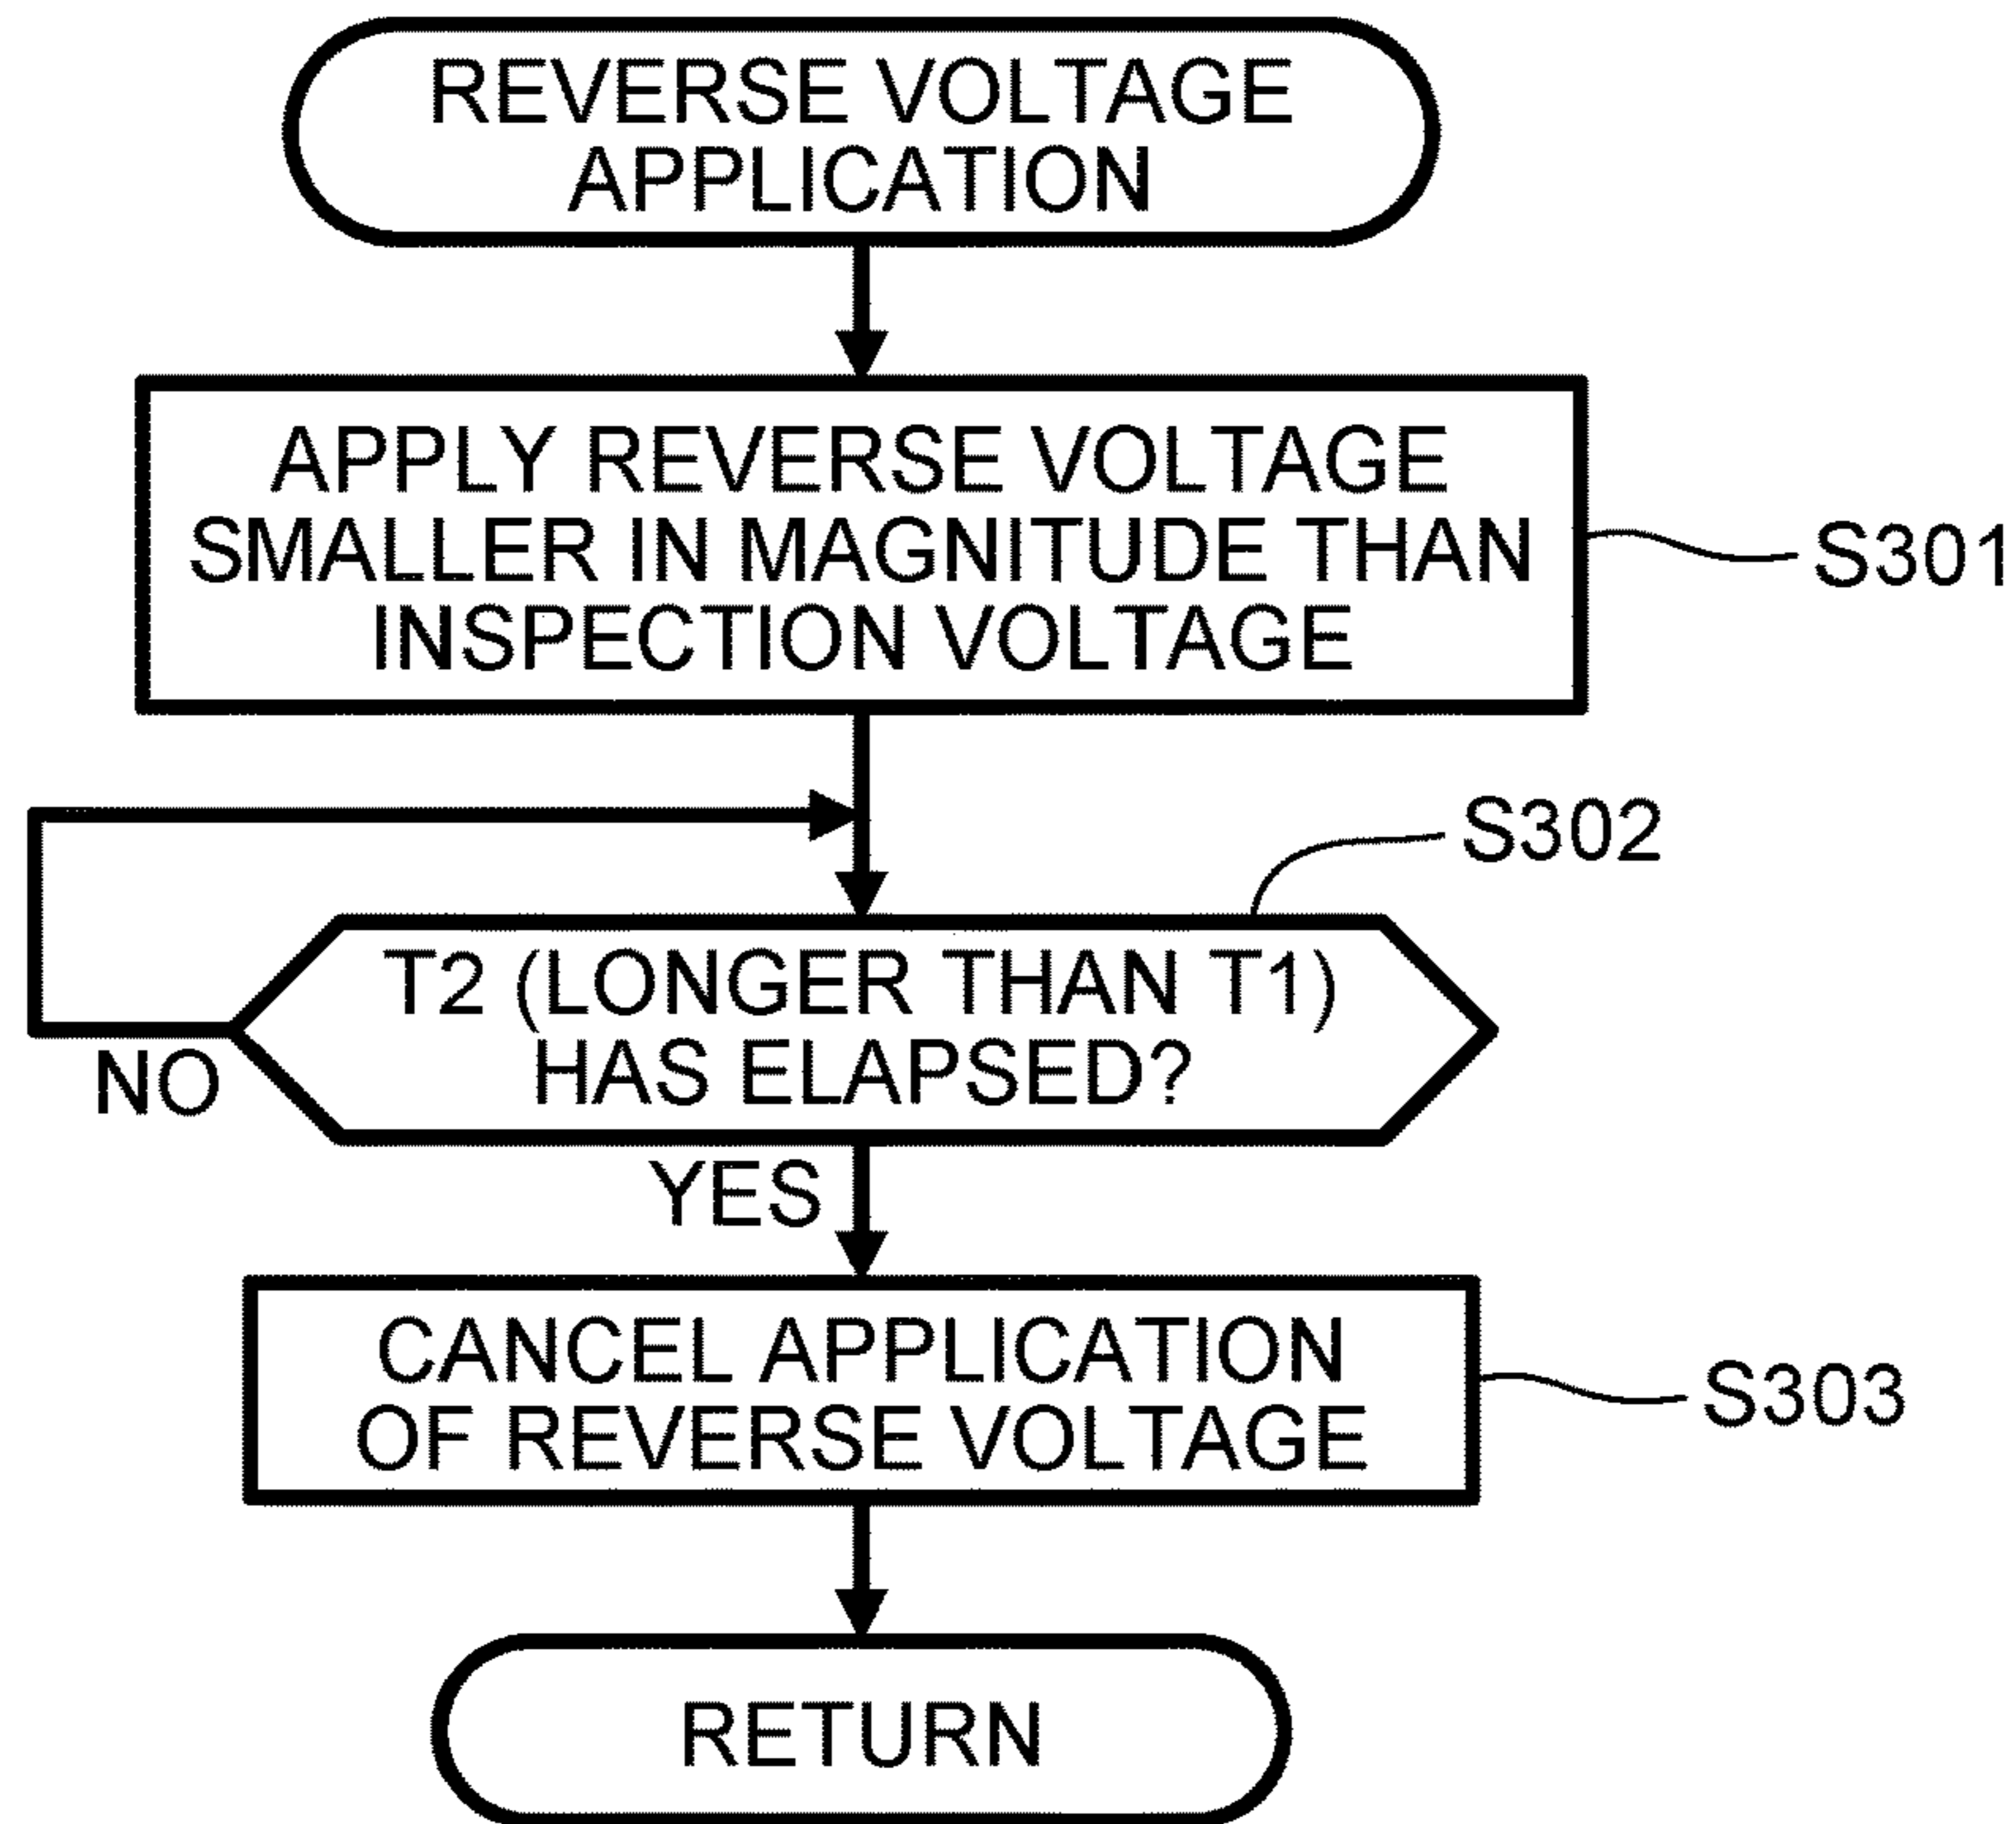 REVERSE VOLTAGE
APPLICATION
APPLY REVERSE VOLTAGE
SMALLER IN MAGNITUDE THAN
INSPECTION VOLTAGE
S301
S302
T2 (LONGER THAN T1)
HAS ELAPSED?
NO
YES
CANCEL APPLICATION
OF REVERSE VOLTAGE
S303
RETURN